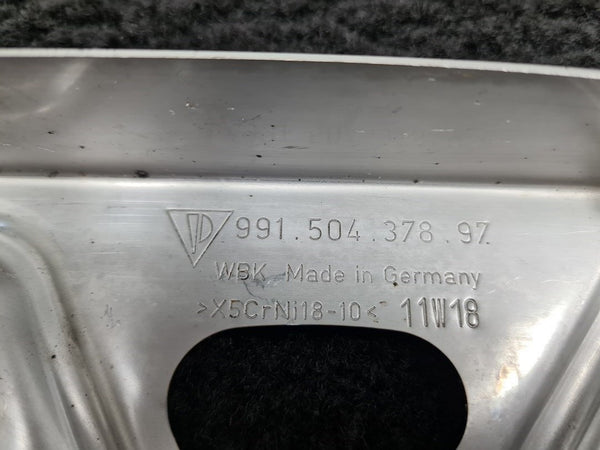 991.504.378.97.
WBK Made in Germany
>X5CrNi18-10< 11W18